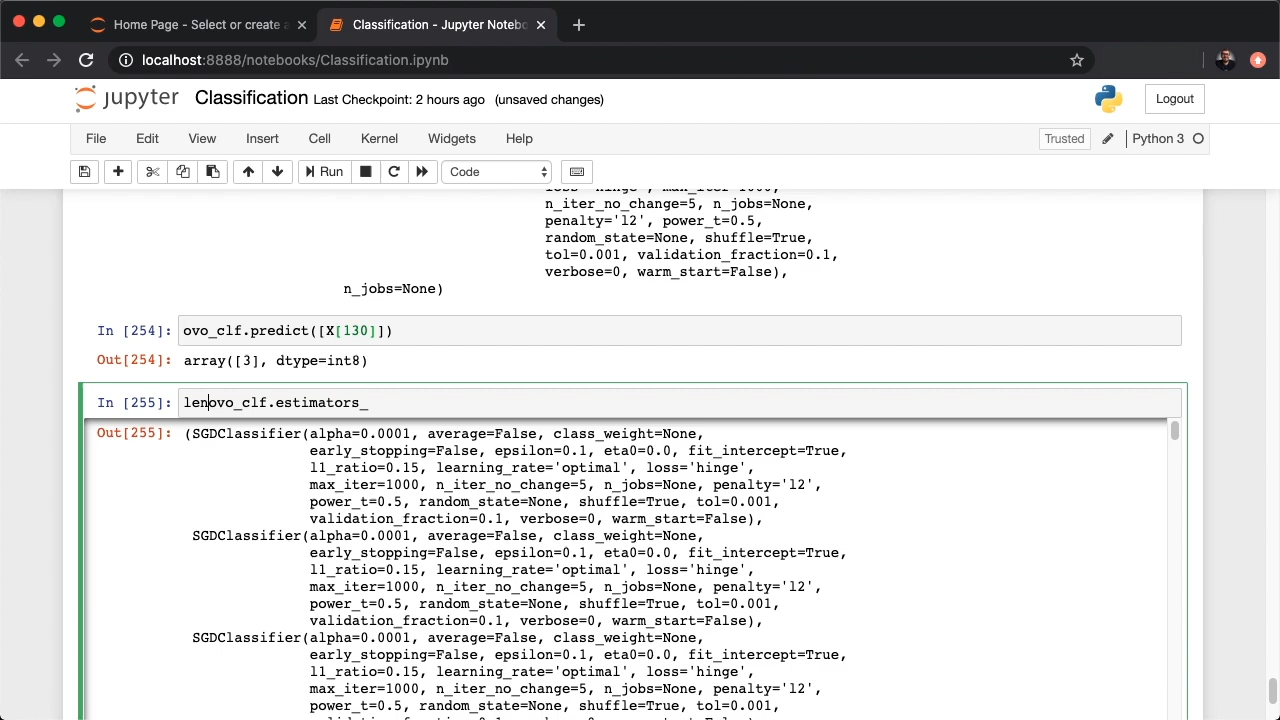 Home Page - Select or create a
Classification - Jupyter Notebo
localhost:8888/notebooks/Classification.ipynb
jupyter Classification Last Checkpoint: 2 hours ago (unsaved changes) Logout
File Edit View Insert Cell Kernel Widgets Help Trusted Python 3
Run Code
loss='hinge', max_iter=1000,
n_iter_no_change=5, n_jobs=None,
penalty='l2', power_t=0.5,
random_state=None, shuffle=True,
tol=0.001, validation_fraction=0.1,
verbose=0, warm_start=False),
n_jobs=None)
In [254]: ovo_clf.predict([X[130]])
Out[254]: array([3], dtype=int8)
In [255]: lenovo_clf.estimators_
Out[255]: (SGDClassifier(alpha=0.0001, average=False, class_weight=None,
early_stopping=False, epsilon=0.1, eta0=0.0, fit_intercept=True,
l1_ratio=0.15, learning_rate='optimal', loss='hinge',
max_iter=1000, n_iter_no_change=5, n_jobs=None, penalty='l2',
power_t=0.5, random_state=None, shuffle=True, tol=0.001,
validation_fraction=0.1, verbose=0, warm_start=False),
SGDClassifier(alpha=0.0001, average=False, class_weight=None,
early_stopping=False, epsilon=0.1, eta0=0.0, fit_intercept=True,
l1_ratio=0.15, learning_rate='optimal', loss='hinge',
max_iter=1000, n_iter_no_change=5, n_jobs=None, penalty='l2',
power_t=0.5, random_state=None, shuffle=True, tol=0.001,
validation_fraction=0.1, verbose=0, warm_start=False),
SGDClassifier(alpha=0.0001, average=False, class_weight=None,
early_stopping=False, epsilon=0.1, eta0=0.0, fit_intercept=True,
l1_ratio=0.15, learning_rate='optimal', loss='hinge',
max_iter=1000, n_iter_no_change=5, n_jobs=None, penalty='l2',
power_t=0.5, random_state=None, shuffle=True, tol=0.001,